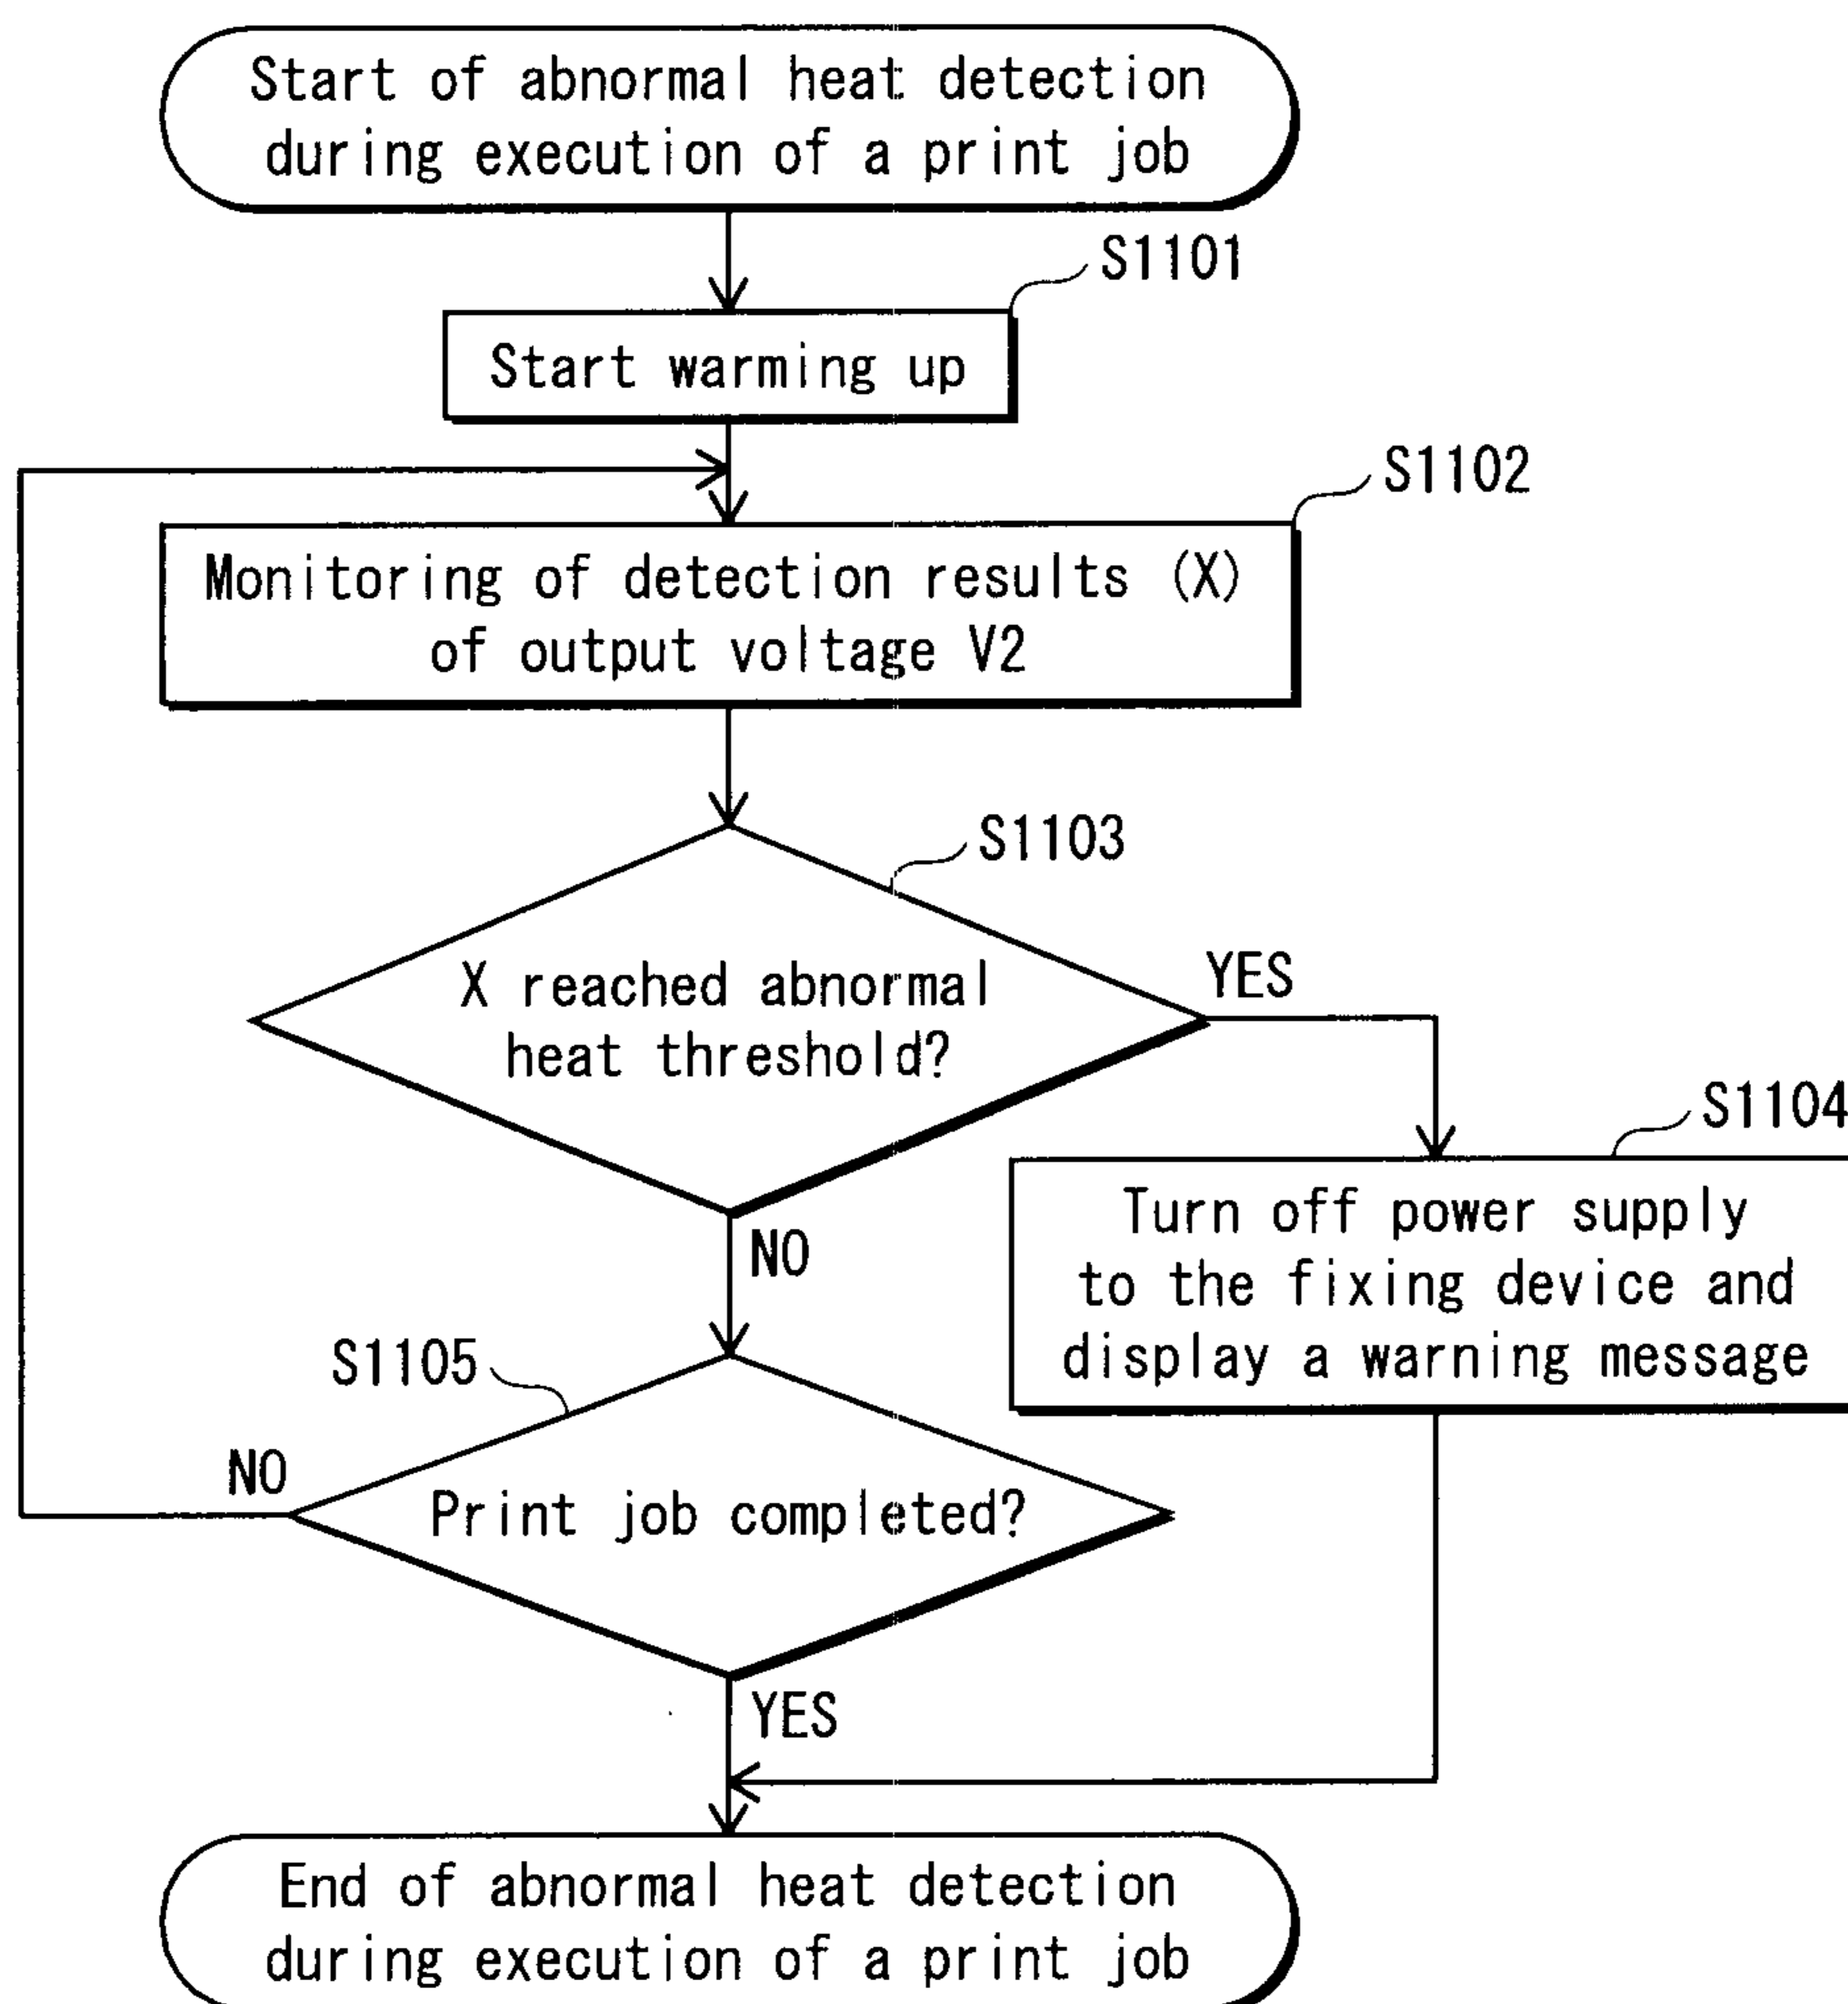 Start of abnormal heat detection
during execution of a print job
S1101
Start warming up
S1102
Monitoring of detection results (X)
of output voltage V2
S1103
X reached abnormal
heat threshold?
YES
S1104
Turn off power supply
to the fixing device and
display a warning message
NO
S1105
NO
Print job completed?
YES
End of abnormal heat detection
during execution of a print job